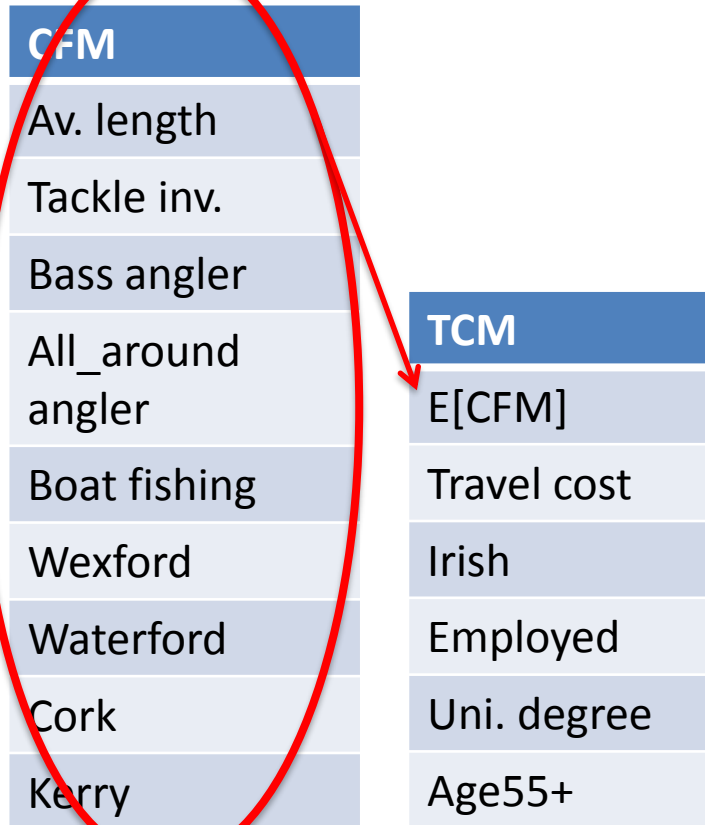 CFM
Av. length
Tackle inv.
Bass angler
All_around
angler
Boat fishing
Wexford
Waterford
Cork
Kerry
TCM
E[CFM]
Travel cost
Irish
Employed
Uni. degree
Age55+